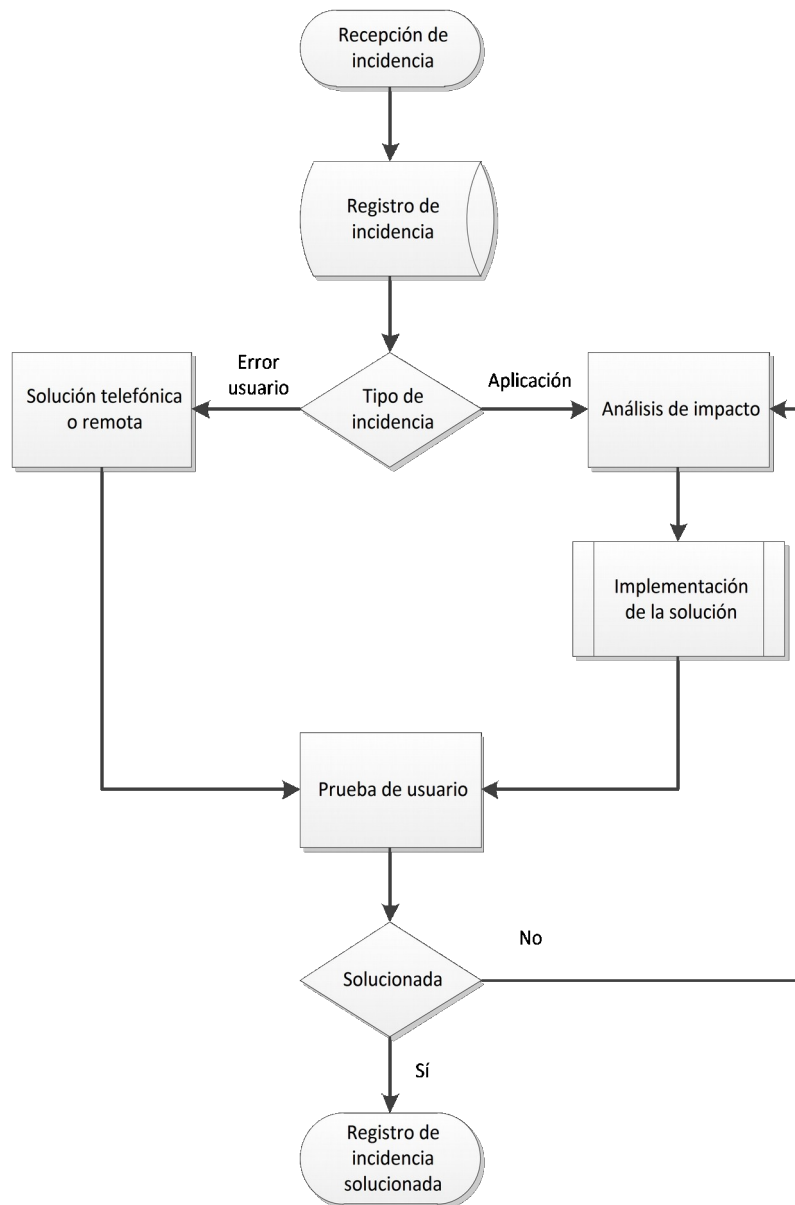 Recepción de
incidencia
Registro de
incidencia
Error
usuario
Aplicación
Solución telefónica
o remota
Tipo de
incidencia
Análisis de impacto
Implementación
de la solución
Prueba de usuario
No
Solucionada
Sí
Registro de
incidencia
solucionada